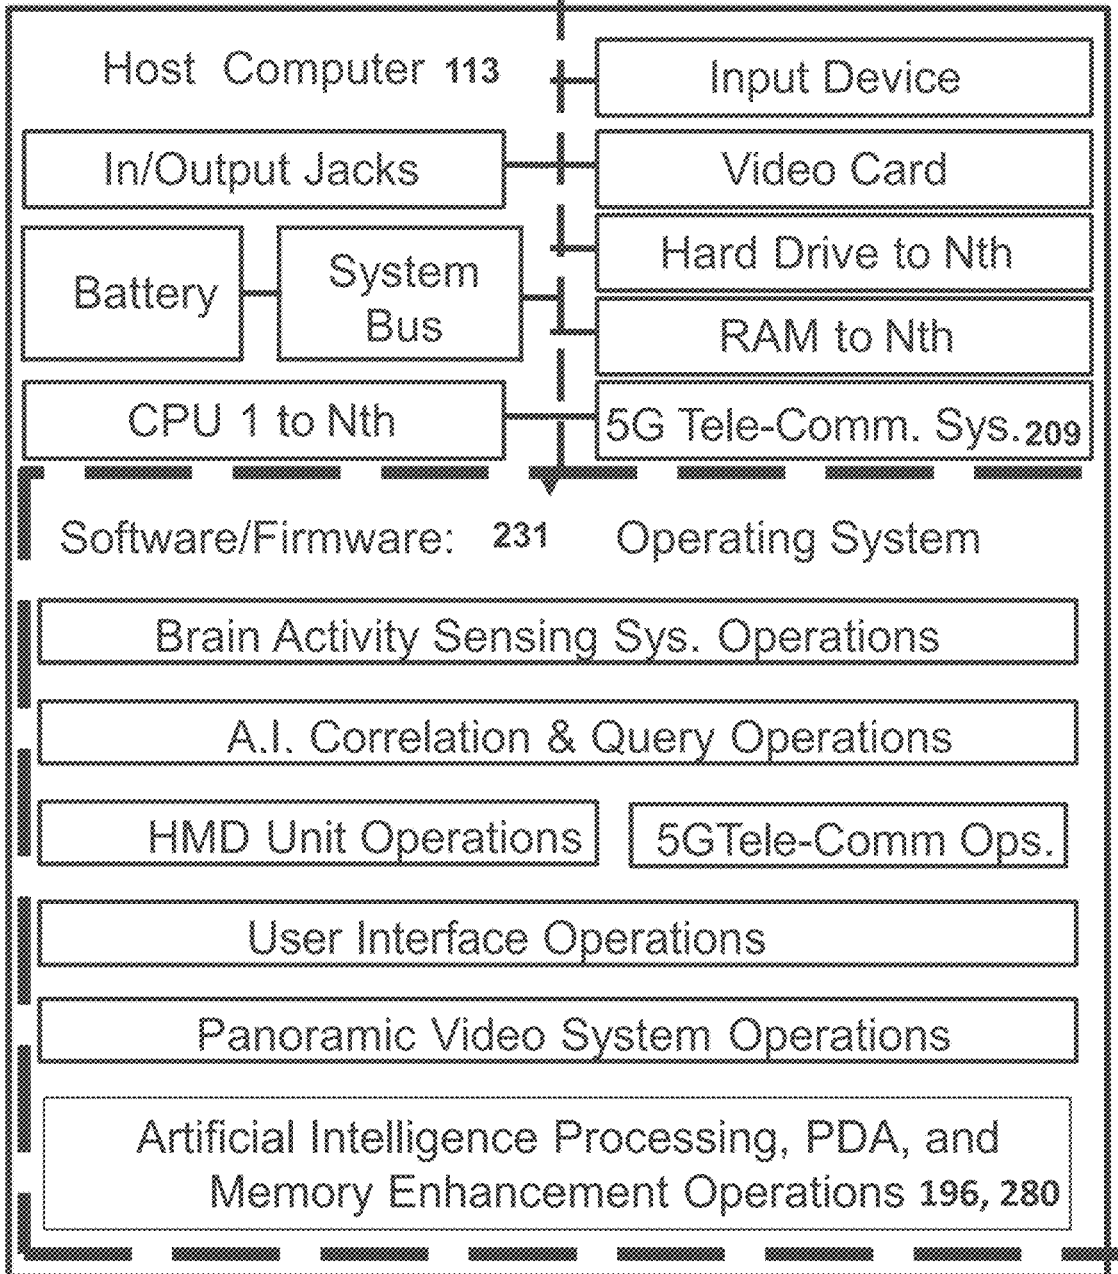 Host Computer 113
Input Device
In/Output Jacks
Video Card
Battery
System
Bus
Hard Drive to Nth
RAM to Nth
CPU 1 to Nth
5G Tele-Comm. Sys. 209
Software/Firmware: 231 Operating System
Brain Activity Sensing Sys. Operations
A.I. Correlation & Query Operations
HMD Unit Operations
5GTele-Comm Ops.
User Interface Operations
Panoramic Video System Operations
Artificial Intelligence Processing, PDA, and
Memory Enhancement Operations 196, 280